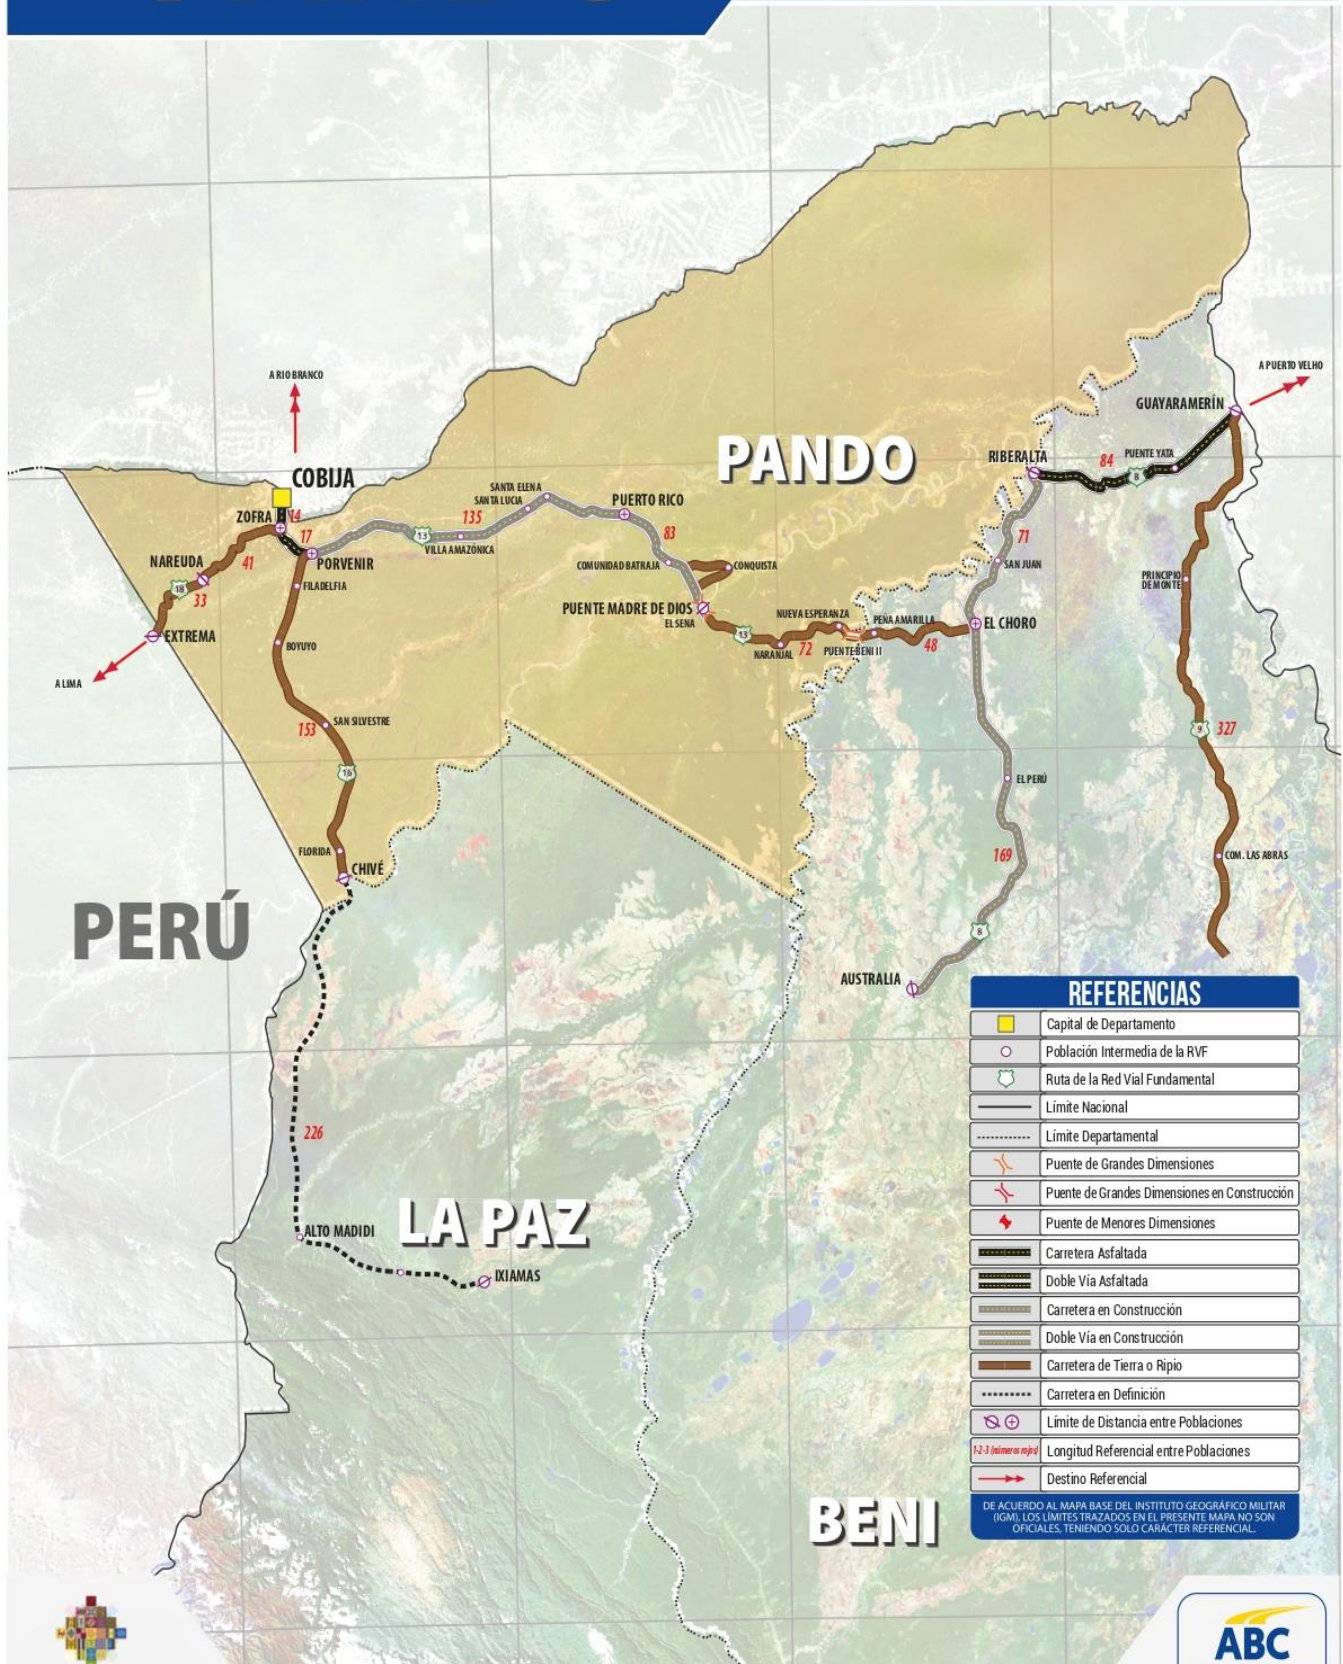 A RIO BRANCO
A PUERTO VELHO
GUAYARAMERÍN
COBIJA
PANDO
RIBERALTA
84
PUENTE YATA
8
SANTA ELENA
SANTA LUCIA
PUERTO RICO
ZOFRA
14
17
135
13
VILLA AMAZÓNICA
83
71
NAREUDA
41
PORVENIR
COMUNIDAD BATRAJA
CONQUISTA
SAN JUAN
18
33
FILADELFIA
PRINCIPIO
DE MONTE
PUENTE MADRE DE DIOS
EL SENA
NUEVA ESPERANZA
PEÑA AMARILLA
EL CHORO
EXTREMA
13
BOYUYO
NARANJAL
72
PUENTE BENI II
48
A LIMA
153
SAN SILVESTRE
9
327
16
EL PERÚ
FLORIDA
CHIVÉ
169
COM. LAS ABRAS
PERÚ
8
AUSTRALIA
226
LA PAZ
ALTO MADIDI
IXIAMAS
BENI
REFERENCIAS
Capital de Departamento
Población Intermedia de la RVF
Ruta de la Red Vial Fundamental
Límite Nacional
Límite Departamental
Puente de Grandes Dimensiones
Puente de Grandes Dimensiones en Construcción
Puente de Menores Dimensiones
Carretera Asfaltada
Doble Vía Asfaltada
Carretera en Construcción
Doble Vía en Construcción
Carretera de Tierra o Ripio
Carretera en Definición
Límite de Distancia entre Poblaciones
1-2-3 (números rojos) Longitud Referencial entre Poblaciones
Destino Referencial
DE ACUERDO AL MAPA BASE DEL INSTITUTO GEOGRÁFICO MILITAR
(IGM), LOS LÍMITES TRAZADOS EN EL PRESENTE MAPA NO SON
OFICIALES, TENIENDO SOLO CARÁCTER REFERENCIAL.
ABC